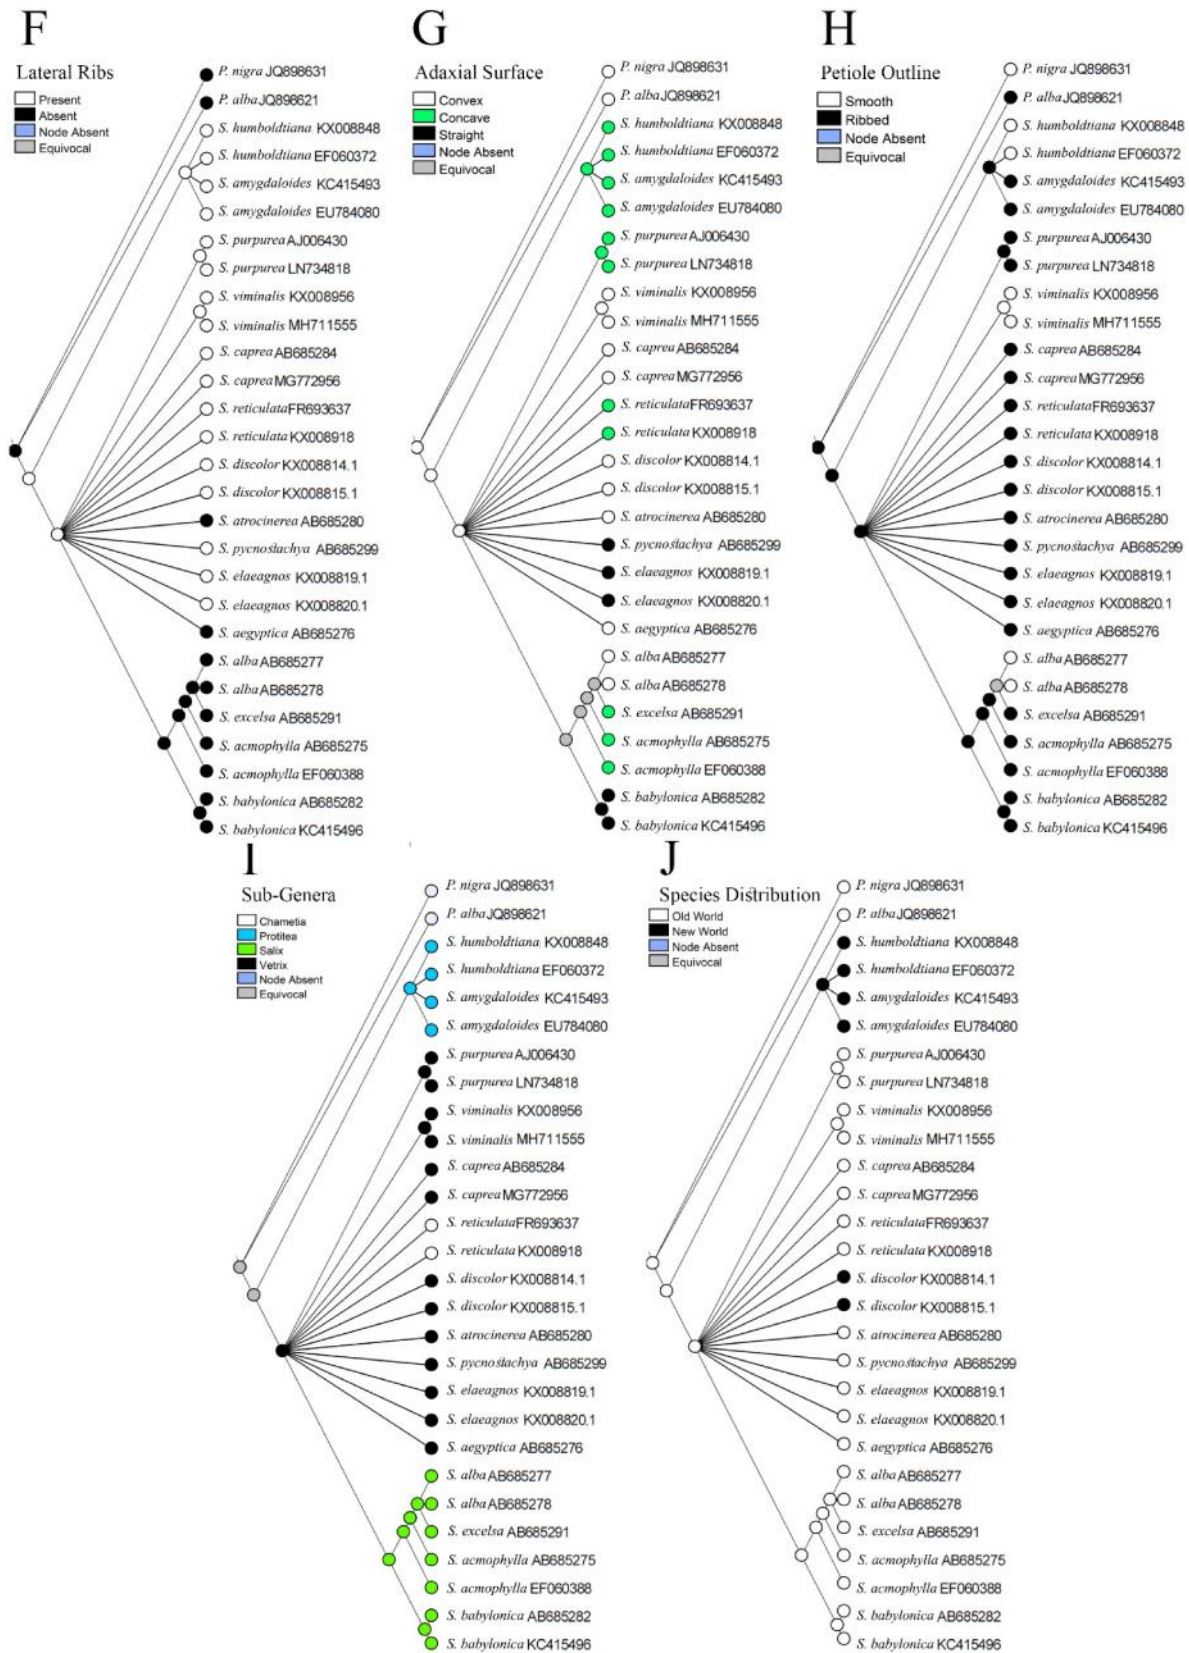 F
Lateral Ribs
Present
Absent
Node Absent
Equivocal
P. nigra JQ898631
P. alba JQ898621
S. humboldtiana KX008848
S. humboldtiana EF060372
S. amygdaloides KC415493
S. amygdaloides EU784080
S. purpurea AJ006430
S. purpurea LN734818
S. viminalis KX008956
S. viminalis MH711555
S. caprea AB685284
S. caprea MG772956
S. reticulata FR693637
S. reticulata KX008918
S. discolor KX008814.1
S. discolor KX008815.1
S. atrocinerea AB685280
S. pycnostachya AB685299
S. elaeagnos KX008819.1
S. elaeagnos KX008820.1
S. aegyptica AB685276
S. alba AB685277
S. alba AB685278
S. excelsa AB685291
S. acmophylla AB685275
S. acmophylla EF060388
S. babylonica AB685282
S. babylonica KC415496
G
Adaxial Surface
Convex
Concave
Straight
Node Absent
Equivocal
P. nigra JQ898631
P. alba JQ898621
S. humboldtiana KX008848
S. humboldtiana EF060372
S. amygdaloides KC415493
S. amygdaloides EU784080
S. purpurea AJ006430
S. purpurea LN734818
S. viminalis KX008956
S. viminalis MH711555
S. caprea AB685284
S. caprea MG772956
S. reticulata FR693637
S. reticulata KX008918
S. discolor KX008814.1
S. discolor KX008815.1
S. atrocinerea AB685280
S. pycnostachya AB685299
S. elaeagnos KX008819.1
S. elaeagnos KX008820.1
S. aegyptica AB685276
S. alba AB685277
S. alba AB685278
S. excelsa AB685291
S. acmophylla AB685275
S. acmophylla EF060388
S. babylonica AB685282
S. babylonica KC415496
H
Petiole Outline
Smooth
Ribbed
Node Absent
Equivocal
P. nigra JQ898631
P. alba JQ898621
S. humboldtiana KX008848
S. humboldtiana EF060372
S. amygdaloides KC415493
S. amygdaloides EU784080
S. purpurea AJ006430
S. purpurea LN734818
S. viminalis KX008956
S. viminalis MH711555
S. caprea AB685284
S. caprea MG772956
S. reticulata FR693637
S. reticulata KX008918
S. discolor KX008814.1
S. discolor KX008815.1
S. atrocinerea AB685280
S. pycnostachya AB685299
S. elaeagnos KX008819.1
S. elaeagnos KX008820.1
S. aegyptica AB685276
S. alba AB685277
S. alba AB685278
S. excelsa AB685291
S. acmophylla AB685275
S. acmophylla EF060388
S. babylonica AB685282
S. babylonica KC415496
I
Sub-Genera
Chametia
Protitea
Salix
Vetrix
Node Absent
Equivocal
P. nigra JQ898631
P. alba JQ898621
S. humboldtiana KX008848
S. humboldtiana EF060372
S. amygdaloides KC415493
S. amygdaloides EU784080
S. purpurea AJ006430
S. purpurea LN734818
S. viminalis KX008956
S. viminalis MH711555
S. caprea AB685284
S. caprea MG772956
S. reticulata FR693637
S. reticulata KX008918
S. discolor KX008814.1
S. discolor KX008815.1
S. atrocinerea AB685280
S. pycnostachya AB685299
S. elaeagnos KX008819.1
S. elaeagnos KX008820.1
S. aegyptica AB685276
S. alba AB685277
S. alba AB685278
S. excelsa AB685291
S. acmophylla AB685275
S. acmophylla EF060388
S. babylonica AB685282
S. babylonica KC415496
J
Species Distribution
Old World
New World
Node Absent
Equivocal
P. nigra JQ898631
P. alba JQ898621
S. humboldtiana KX008848
S. humboldtiana EF060372
S. amygdaloides KC415493
S. amygdaloides EU784080
S. purpurea AJ006430
S. purpurea LN734818
S. viminalis KX008956
S. viminalis MH711555
S. caprea AB685284
S. caprea MG772956
S. reticulata FR693637
S. reticulata KX008918
S. discolor KX008814.1
S. discolor KX008815.1
S. atrocinerea AB685280
S. pycnostachya AB685299
S. elaeagnos KX008819.1
S. elaeagnos KX008820.1
S. aegyptica AB685276
S. alba AB685277
S. alba AB685278
S. excelsa AB685291
S. acmophylla AB685275
S. acmophylla EF060388
S. babylonica AB685282
S. babylonica KC415496